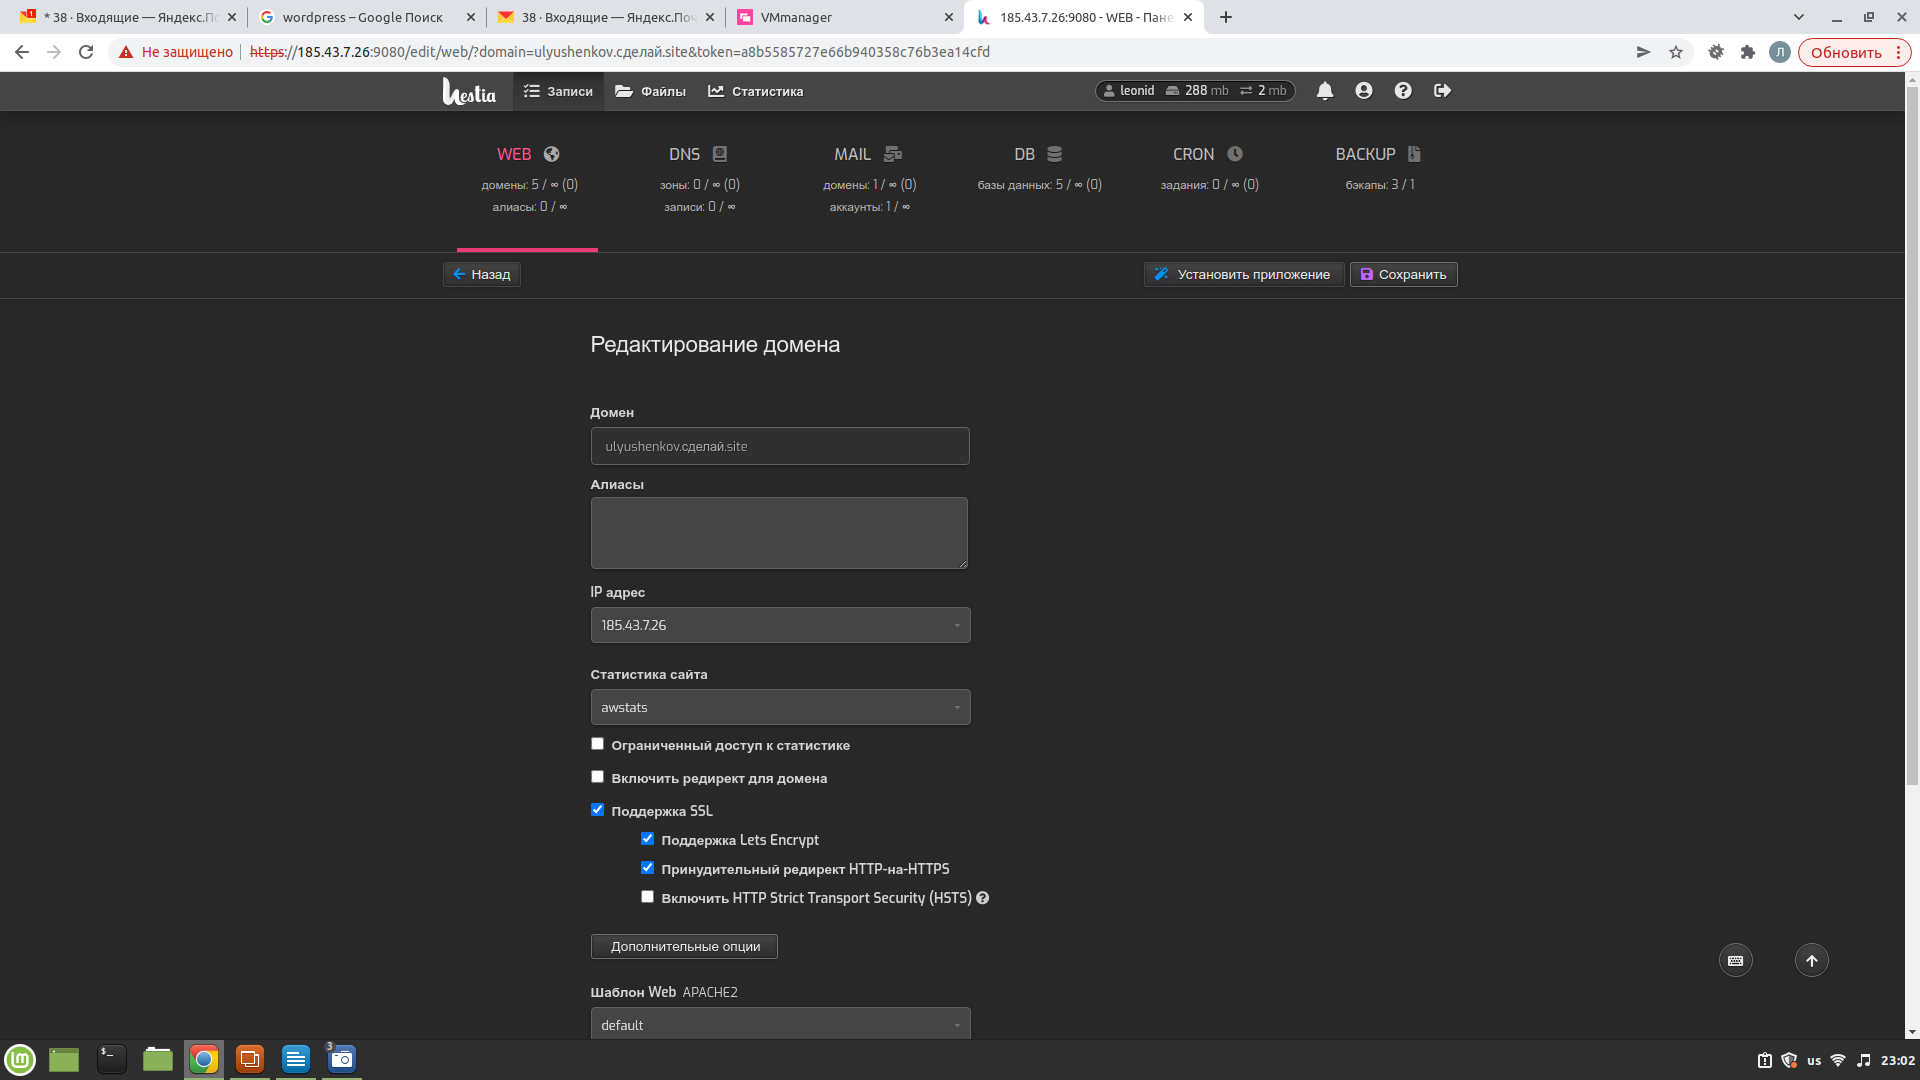 * 38 · Входящие — Яндекс.По
wordpress – Google Поиск
38 · Входящие — Яндекс.Поч
VMmanager
185.43.7.26:9080 - WEB - Пане
Не защищено
https://185.43.7.26:9080/edit/web/?domain=ulyushenkov.сделай.site&token=a8b5585727e66b940358c76b3ea14cfd
Л
Обновить
hestia
Записи
Файлы
Статистика
leonid 288 mb 2 mb
WEB
домены: 5 / ∞ (0)
алиасы: 0 / ∞
DNS
зоны: 0 / ∞ (0)
записи: 0 / ∞
MAIL
домены: 1 / ∞ (0)
аккаунты: 1 / ∞
DB
базы данных: 5 / ∞ (0)
CRON
задания: 0 / ∞ (0)
BACKUP
бэкапы: 3 / 1
Назад
Установить приложение
Сохранить
Редактирование домена
Домен
ulyushenkov.сделай.site
Алиасы
IP адрес
185.43.7.26
Статистика сайта
awstats
Ограниченный доступ к статистике
Включить редирект для домена
Поддержка SSL
Поддержка Lets Encrypt
Принудительный редирект HTTP-на-HTTPS
Включить HTTP Strict Transport Security (HSTS)
Дополнительные опции
Шаблон Web APACHE2
default
3
us
23:02